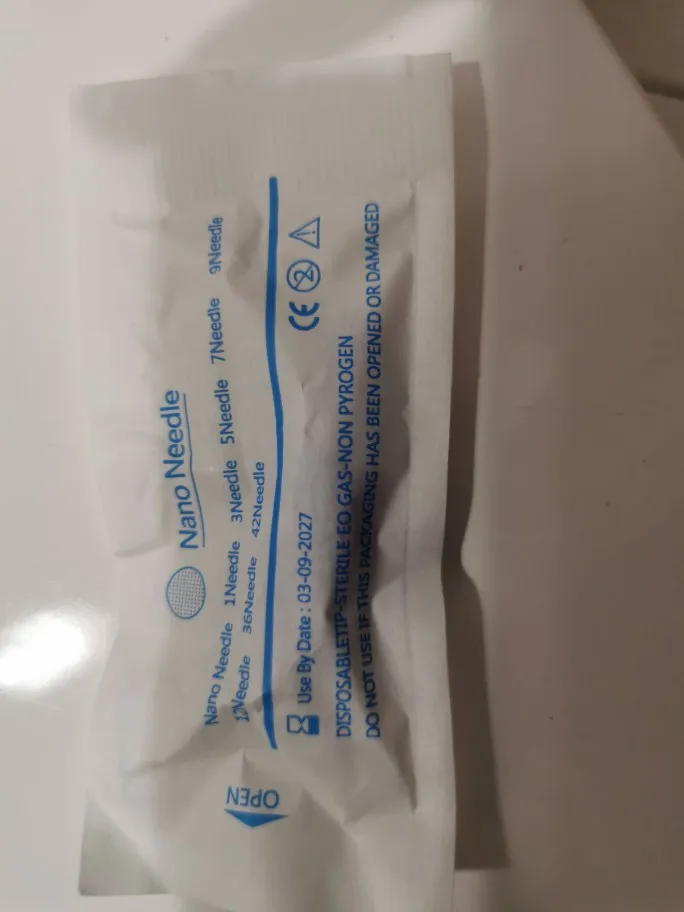 Nano Needle
Nano Needle 1Needle 3Needle 5Needle 7Needle 9Needle
12Needle 36Needle 42Needle
CE 2
Use By Date : 03-09-2027
DISPOSABLETIP-STERILE EO GAS-NON PYROGEN
DO NOT USE IF THIS PACKAGING HAS BEEN OPENED OR DAMAGED
OPEN